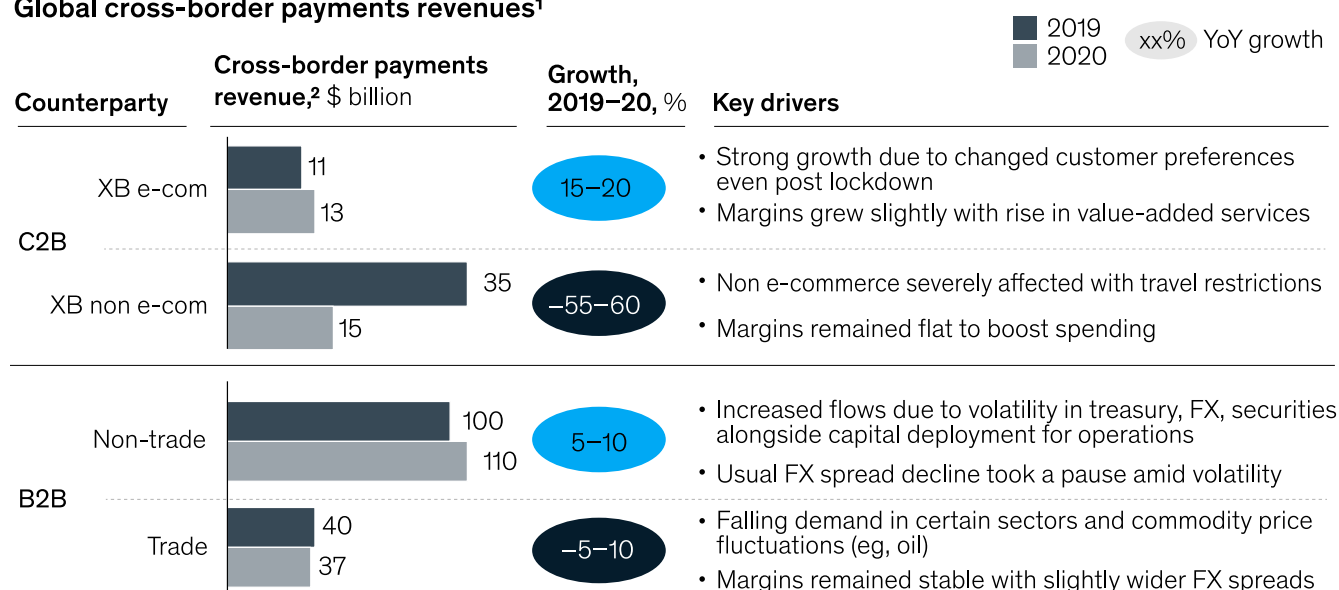 Global cross-border payments revenues¹
2019
2020
xx% YoY growth
Counterparty
Cross-border payments
revenue,² $ billion
Growth,
2019–20, %
Key drivers
C2B
XB e-com
11
13
15–20
• Strong growth due to changed customer preferences
even post lockdown
• Margins grew slightly with rise in value-added services
XB non e-com
35
15
–55–60
• Non e-commerce severely affected with travel restrictions
• Margins remained flat to boost spending
B2B
Non-trade
100
110
5–10
• Increased flows due to volatility in treasury, FX, securities
alongside capital deployment for operations
• Usual FX spread decline took a pause amid volatility
Trade
40
37
–5–10
• Falling demand in certain sectors and commodity price
fluctuations (eg, oil)
• Margins remained stable with slightly wider FX spreads